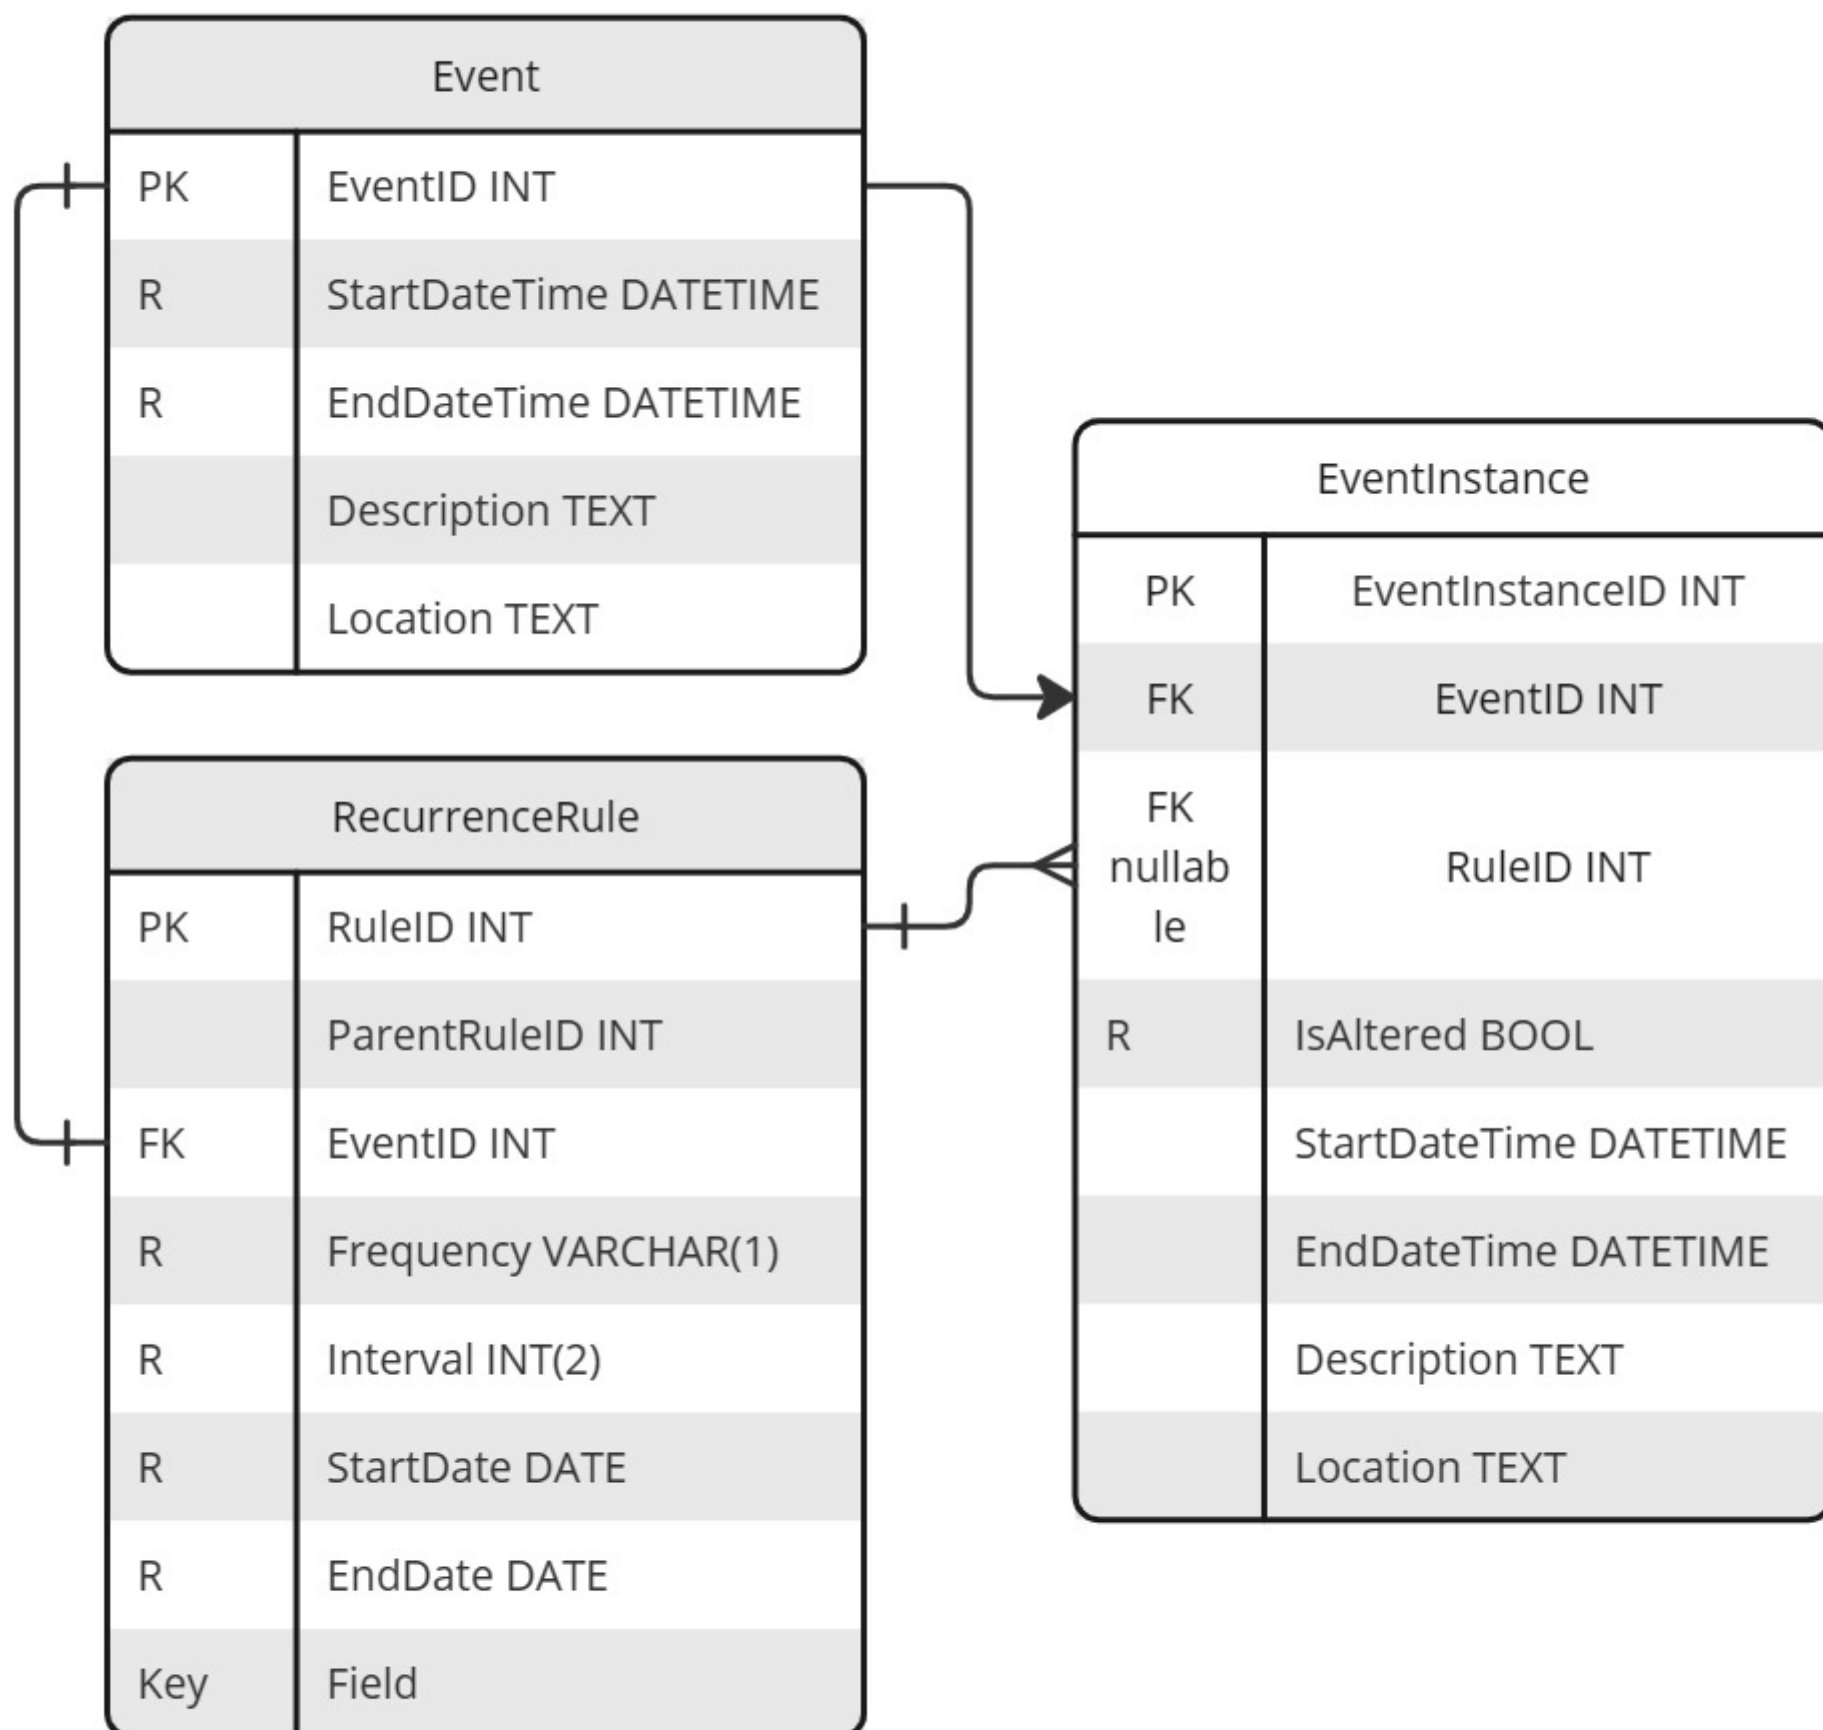 Event
PK EventID INT
R StartDateTime DATETIME
R EndDateTime DATETIME
Description TEXT
Location TEXT
RecurrenceRule
PK RuleID INT
ParentRuleID INT
FK EventID INT
R Frequency VARCHAR(1)
R Interval INT(2)
R StartDate DATE
R EndDate DATE
Key Field
EventInstance
PK EventInstanceID INT
FK EventID INT
FK
nullab
le
RuleID INT
R IsAltered BOOL
StartDateTime DATETIME
EndDateTime DATETIME
Description TEXT
Location TEXT